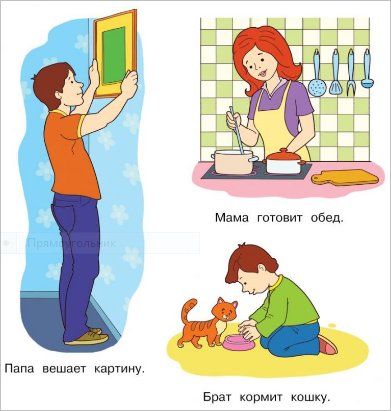 Мама готовит обед.
Прямоугольник
Папа вешает картину.
Брат кормит кошку.